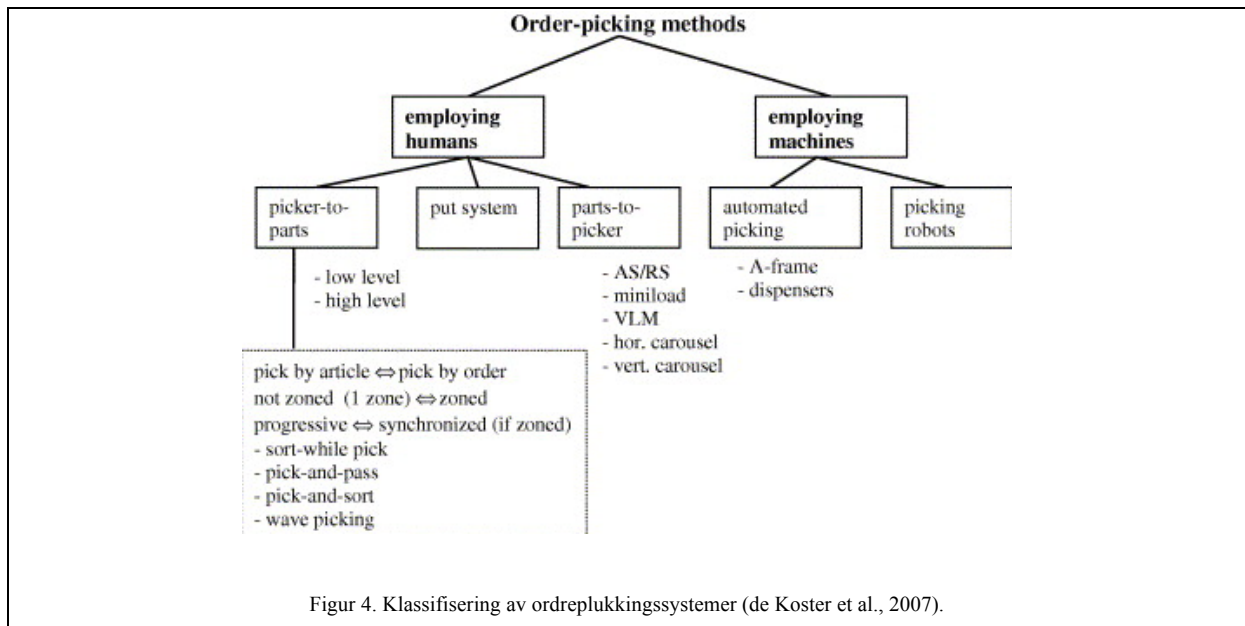 Order-picking methods
employing
humans
employing
machines
picker-to-
parts
put system
parts-to-
picker
automated
picking
picking
robots
- low level
- high level
- AS/RS
- miniload
- VLM
- hor. carousel
- vert. carousel
- A-frame
- dispensers
pick by article ⇔ pick by order
not zoned (1 zone) ⇔ zoned
progressive ⇔ synchronized (if zoned)
- sort-while pick
- pick-and-pass
- pick-and-sort
- wave picking
Figur 4. Klassifisering av ordreplukkingssystemer (de Koster et al., 2007).